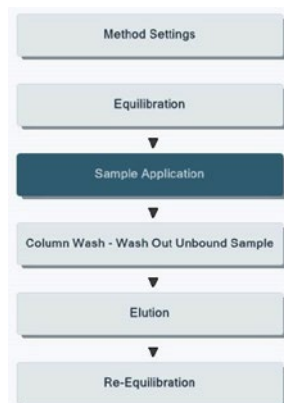 Method Settings
Equilibration
Sample Application
Column Wash - Wash Out Unbound Sample
Elution
Re-Equilibration